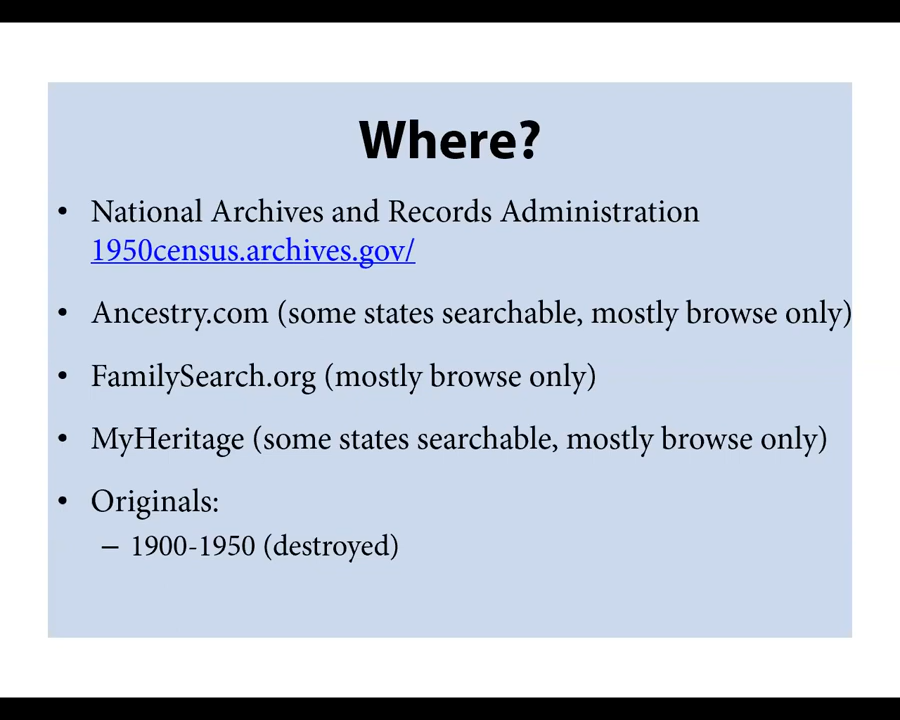 Where?
• National Archives and Records Administration
1950census.archives.gov/
• Ancestry.com (some states searchable, mostly browse only)
• FamilySearch.org (mostly browse only)
• MyHeritage (some states searchable, mostly browse only)
• Originals:
– 1900-1950 (destroyed)